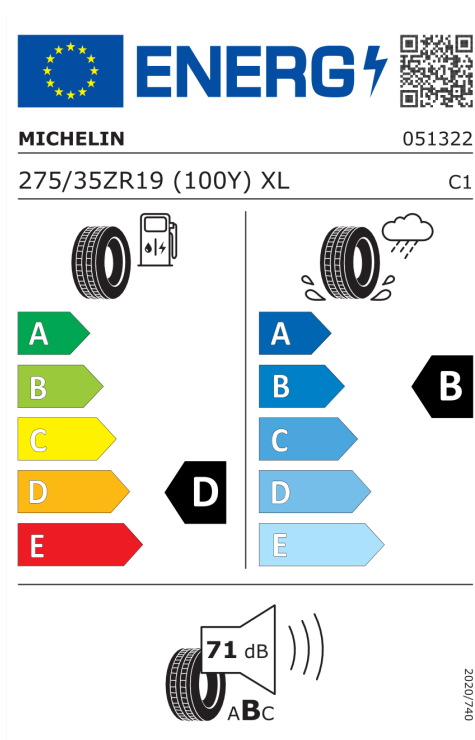 ENERG
MICHELIN 051322
275/35ZR19 (100Y) XL C1
A A
B B B
C C
D D D
E E
71 dB
ABC
2020/740